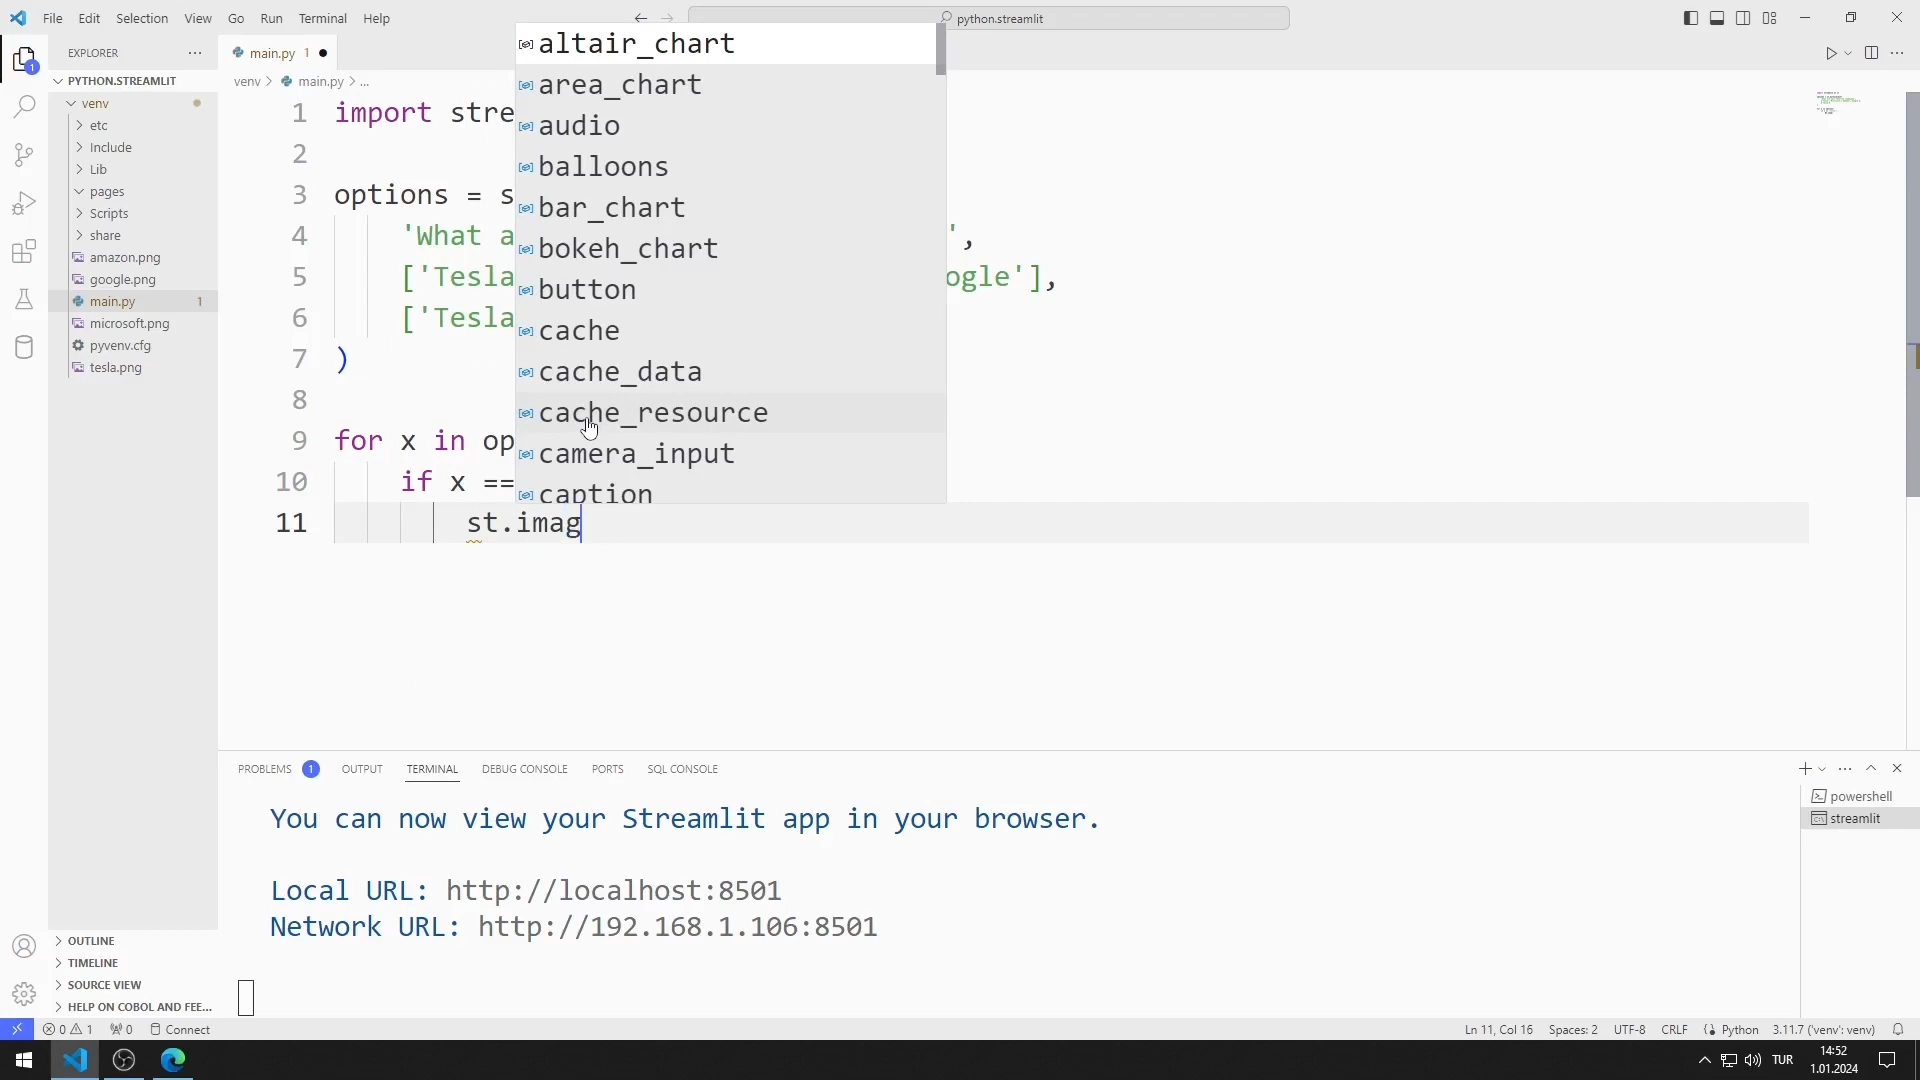 File Edit Selection View Go Run Terminal Help
python.streamlit
EXPLORER
main.py 1
PYTHON.STREAMLIT
venv > main.py > ...
venv
etc
Include
Lib
pages
Scripts
share
amazon.png
google.png
main.py 1
microsoft.png
pyvenv.cfg
tesla.png
1 import stre
2
3 options = s
4 'What a ',
5 ['Tesla ogle'],
6 ['Tesla
7 )
8
9 for x in op
10 if x ==
11 st.imag
altair_chart
area_chart
audio
balloons
bar_chart
bokeh_chart
button
cache
cache_data
cache_resource
camera_input
caption
PROBLEMS 1 OUTPUT TERMINAL DEBUG CONSOLE PORTS SQL CONSOLE
You can now view your Streamlit app in your browser.
Local URL: http://localhost:8501
Network URL: http://192.168.1.106:8501
powershell
streamlit
OUTLINE
TIMELINE
SOURCE VIEW
HELP ON COBOL AND FEE...
0 1 0 Connect
Ln 11, Col 16 Spaces: 2 UTF-8 CRLF Python 3.11.7 ('venv': venv)
TUR
14:52
1.01.2024